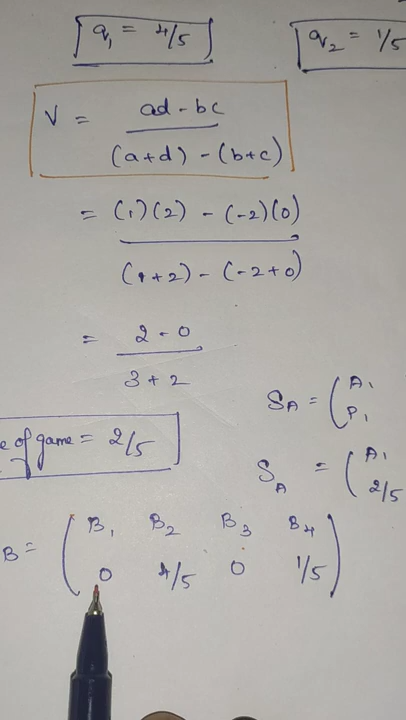 q₁ = 4/5
q₂ = 1/5
V = (ad - bc) / ((a+d) - (b+c))
= ((1)(2) - (-2)(0)) / ((1+2) - (-2+0))
= (2 - 0) / (3 + 2)
S_A = ( A₁
P₁
e of game = 2/5
S_A = ( A₁
2/5
B = ( B₁ B₂ B₃ B₄ )
0 4/5 0 1/5